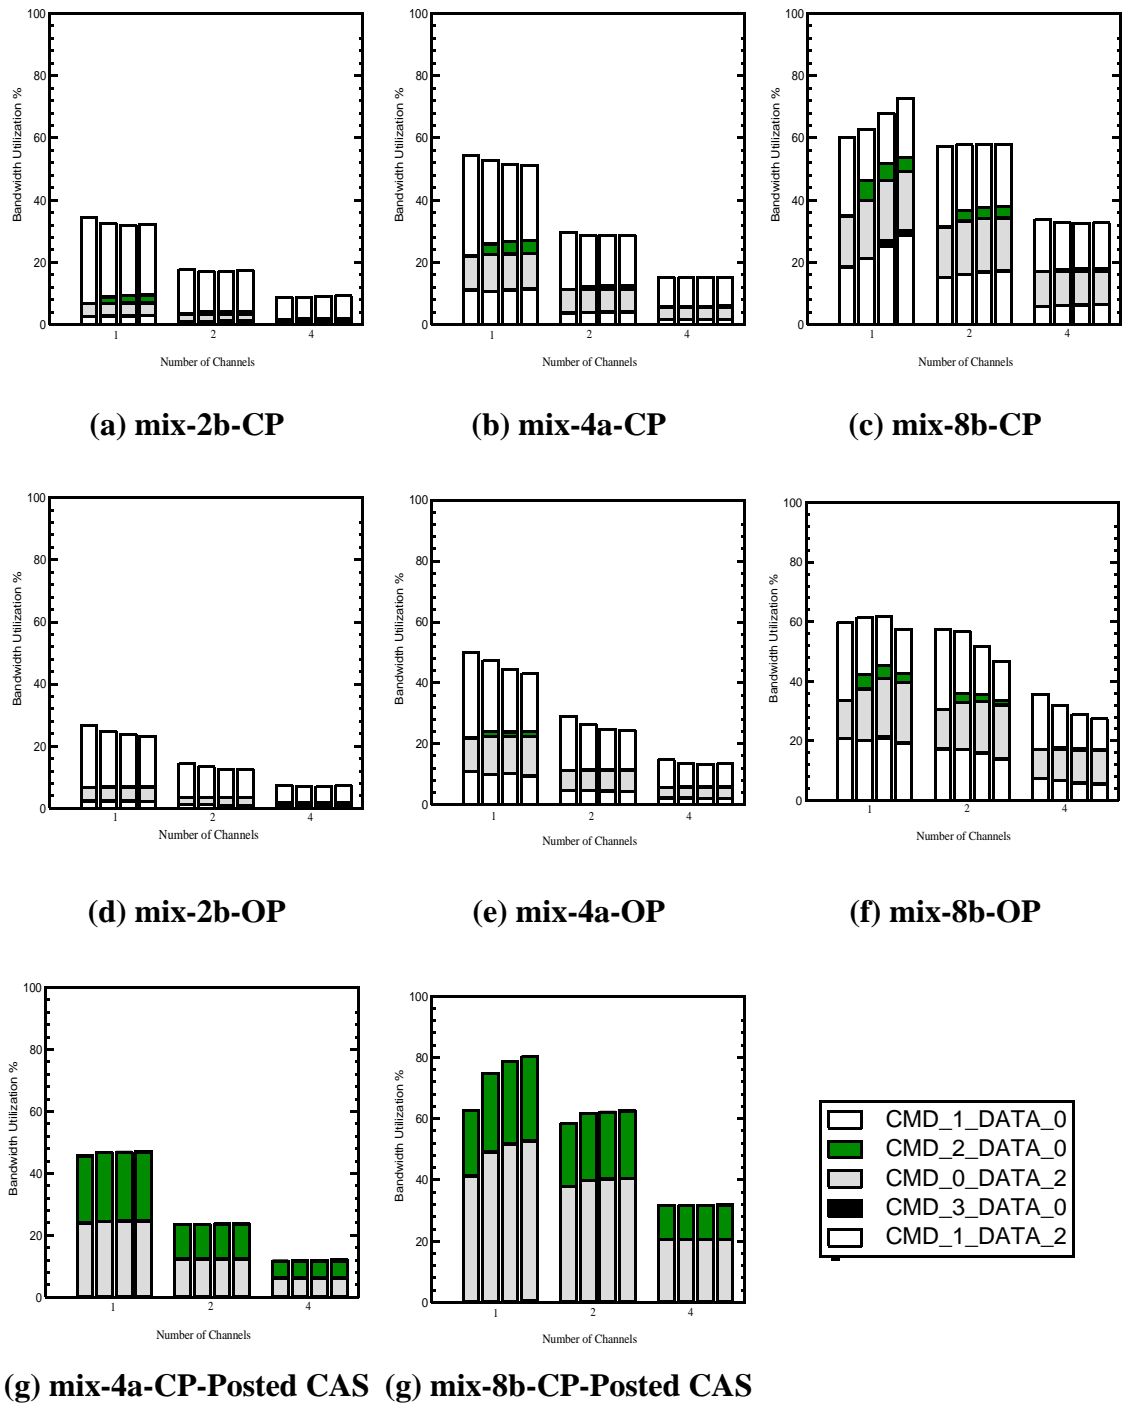 100
80
60
40
20
0
Bandwidth Utilization %
1
2
4
Number of Channels
(a) mix-2b-CP
100
80
60
40
20
0
Bandwidth Utilization %
1
2
4
Number of Channels
(b) mix-4a-CP
100
80
60
40
20
0
Bandwidth Utilization %
1
2
4
Number of Channels
(c) mix-8b-CP
100
80
60
40
20
0
Bandwidth Utilization %
1
2
4
Number of Channels
(d) mix-2b-OP
100
80
60
40
20
0
Bandwidth Utilization %
1
2
4
Number of Channels
(e) mix-4a-OP
100
80
60
40
20
0
Bandwidth Utilization %
1
2
4
Number of Channels
(f) mix-8b-OP
100
80
60
40
20
0
Bandwidth Utilization %
1
2
4
Number of Channels
(g) mix-4a-CP-Posted CAS
100
80
60
40
20
0
Bandwidth Utilization %
1
2
4
Number of Channels
(g) mix-8b-CP-Posted CAS
CMD_1_DATA_0
CMD_2_DATA_0
CMD_0_DATA_2
CMD_3_DATA_0
CMD_1_DATA_2